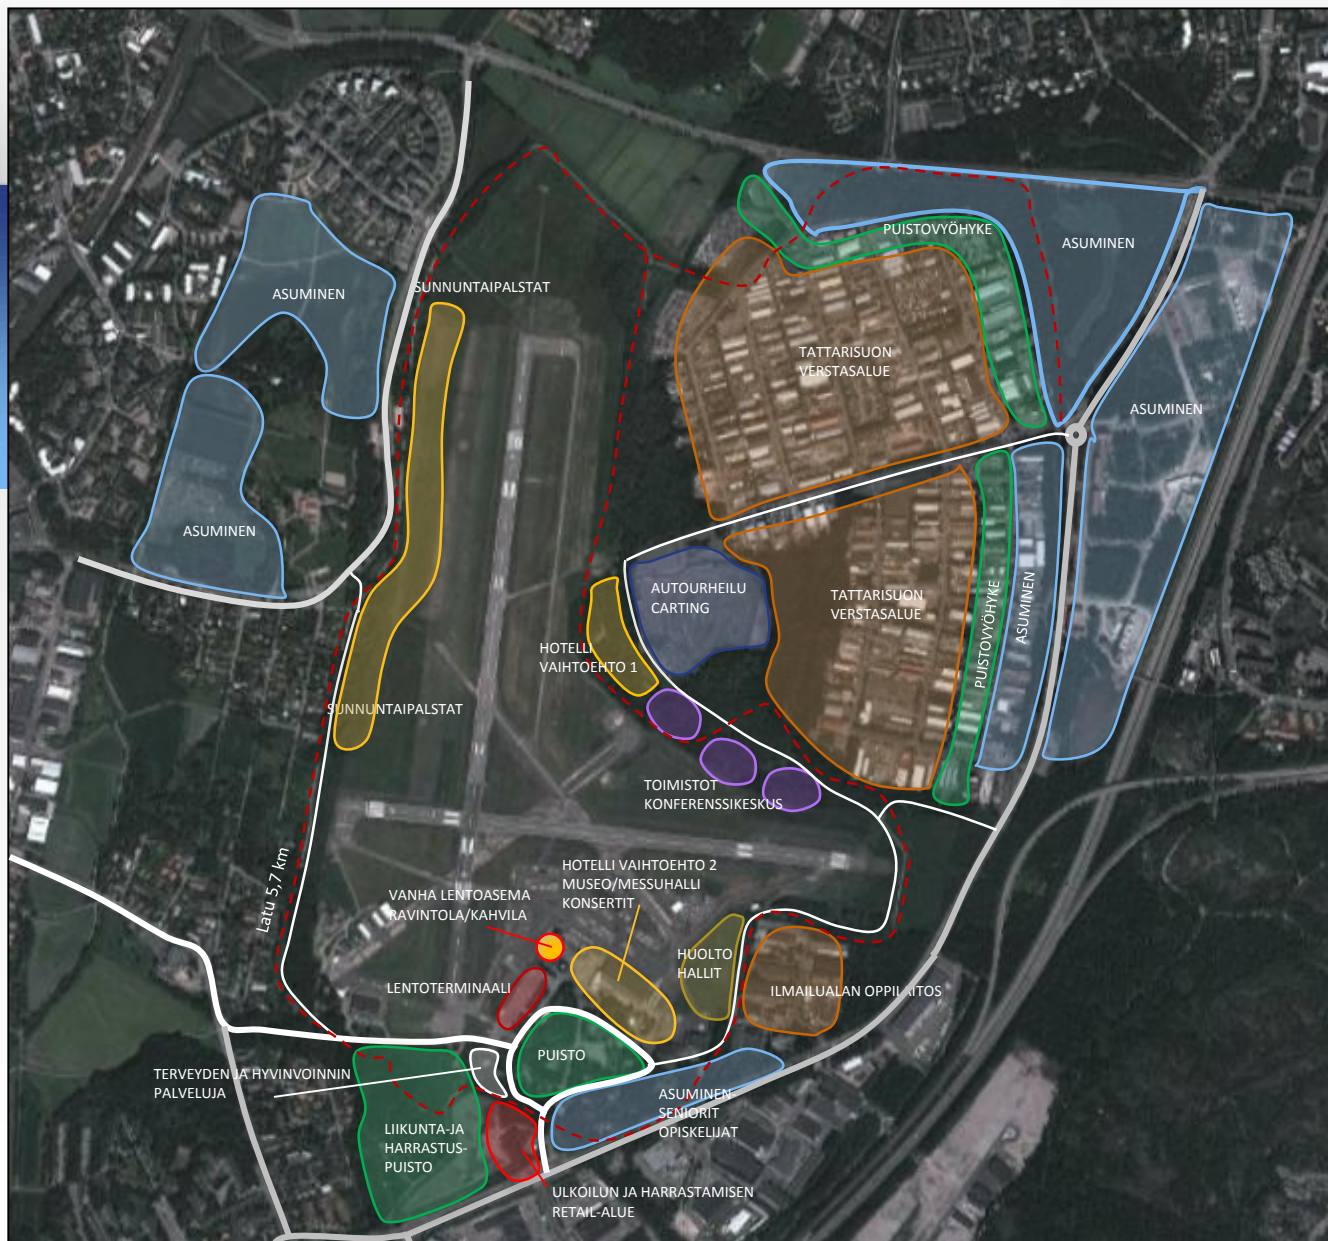 PUISTOVYÖHYKE
ASUMINEN
SUNNUNTAIPALSTAT
ASUMINEN
TATTARISUON
VERSTASALUE
ASUMINEN
ASUMINEN
AUTOURHEILU
CARTING
TATTARISUON
VERSTASALUE
PUISTOVYÖHYKE
ASUMINEN
HOTELLI
VAIHTOEHTO 1
SUNNUNTAIPALSTAT
TOIMISTOT
KONFERENSSIKESKUS
Latu 5,7 km
HOTELLI VAIHTOEHTO 2
MUSEO/MESSUHALLI
KONSERTIT
VANHA LENTOASEMA
RAVINTOLA/KAHVILA
HUOLTO
HALLIT
LENTOTERMINAALI
ILMAILUALAN OPPILAITOS
PUISTO
TERVEYDEN JA HYVINVOINNIN
PALVELUJA
ASUMINEN-
SENIORIT
OPISKELIJAT
LIIKUNTA-JA
HARRASTUS-
PUISTO
ULKOILUN JA HARRASTAMISEN
RETAIL-ALUE